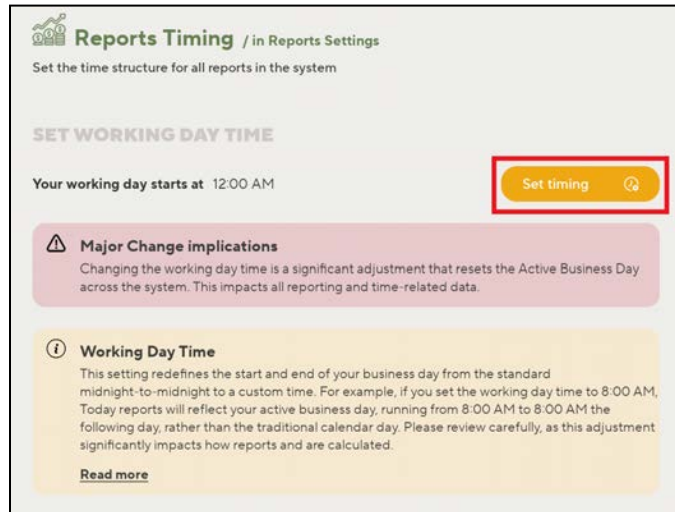 Reports Timing / in Reports Settings
Set the time structure for all reports in the system
SET WORKING DAY TIME
Your working day starts at 12:00 AM
Set timing
Major Change implications
Changing the working day time is a significant adjustment that resets the Active Business Day
across the system. This impacts all reporting and time-related data.
Working Day Time
This setting redefines the start and end of your business day from the standard
midnight-to-midnight to a custom time. For example, if you set the working day time to 8:00 AM,
Today reports will reflect your active business day, running from 8:00 AM to 8:00 AM the
following day, rather than the traditional calendar day. Please review carefully, as this adjustment
significantly impacts how reports and are calculated.
Read more